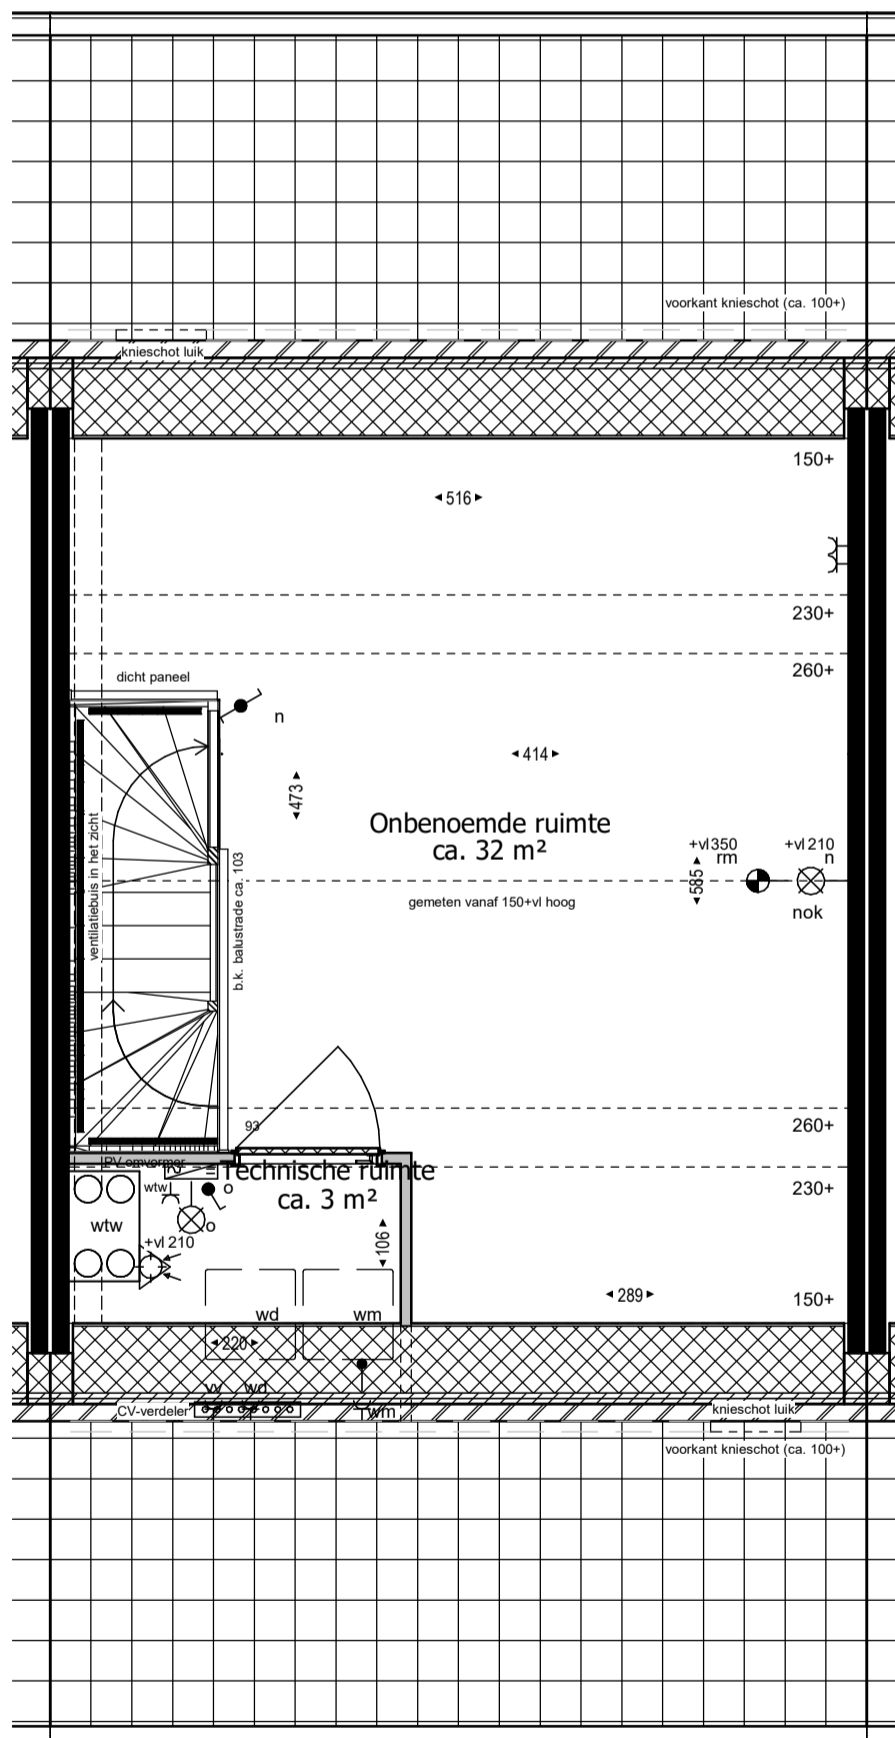 voorkant knieschot (ca. 100+)
knieschot luik
150+
516
230+
260+
dicht paneel
n
414
473
Onbenoemde ruimte
ca. 32 m²
+vl 350
rm
+vl 210
n
585
ventilatiebuis in het zicht
b.k. balustrade ca. 103
gemeten vanaf 150+vl hoog
nok
93
260+
PV omvormer
Technische ruimte
ca. 3 m²
wtw
o
230+
wtw
o
+vl 210
106
289
150+
wd
wm
220
vv
wd
CV-verdeler
wm
knieschot luik
voorkant knieschot (ca. 100+)